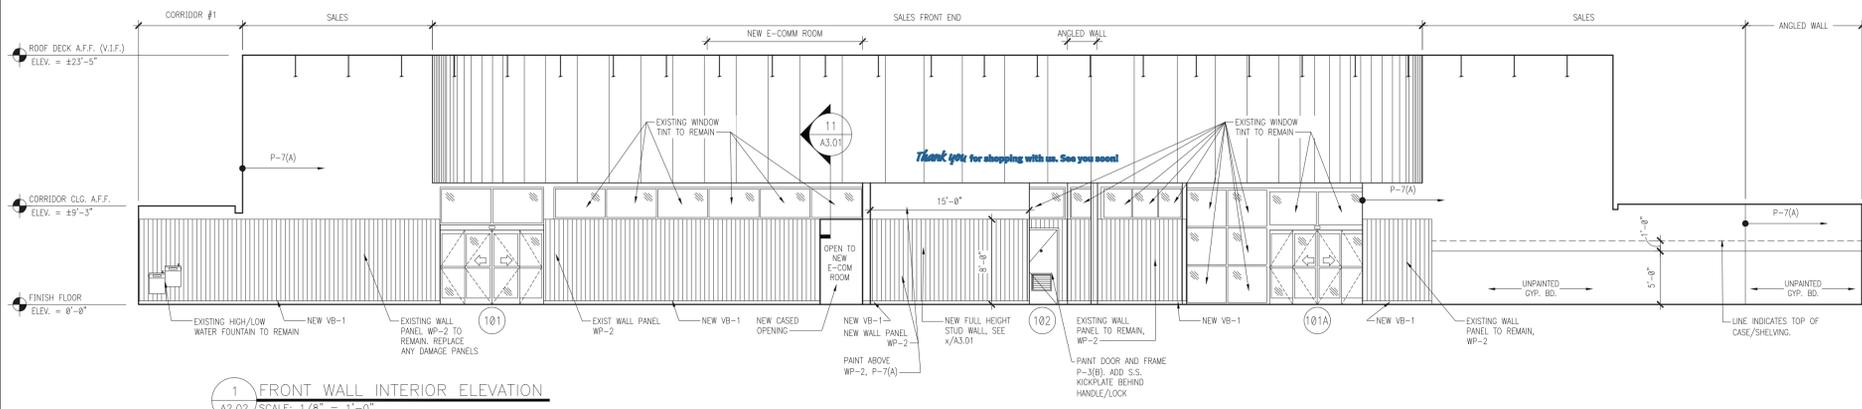 CORRIDOR #1
SALES
SALES FRONT END
SALES
ANGLED WALL
NEW E-COMM ROOM
ANGLED WALL
ROOF DECK A.F.F. (V.I.F.)
ELEV. = ±23'-5"
EXISTING WINDOW
TINT TO REMAIN
11
A3.01
EXISTING WINDOW
TINT TO REMAIN
P-7(A)
Thank you for shopping with us. See you soon!
P-7(A)
CORRIDOR CLG. A.F.F.
ELEV. = ±9'-3"
15'-0"
P-7(A)
1'-0"
OPEN TO
NEW
E-COM
ROOM
8'-0"
5'-0"
UNPAINTED
GYP. BD.
UNPAINTED
GYP. BD.
FINISH FLOOR
ELEV. = 0'-0"
EXISTING HIGH/LOW
WATER FOUNTAIN TO REMAIN
NEW VB-1
EXISTING WALL
PANEL WP-2 TO
REMAIN. REPLACE
ANY DAMAGE PANELS
101
EXIST WALL PANEL
WP-2
NEW VB-1
NEW CASED
OPENING
NEW VB-1
NEW WALL PANEL
WP-2
PAINT ABOVE
WP-2, P-7(A)
NEW FULL HEIGHT
STUD WALL, SEE
x/A3.01
102
EXISTING WALL
PANEL TO REMAIN,
WP-2
PAINT DOOR AND FRAME
P-3(B). ADD S.S.
KICKPLATE BEHIND
HANDLE/LOCK
NEW VB-1
101A
NEW VB-1
EXISTING WALL
PANEL TO REMAIN,
WP-2
LINE INDICATES TOP OF
CASE/SHELVING.
1
A2.02
FRONT WALL INTERIOR ELEVATION
SCALE: 1/8" = 1'-0"